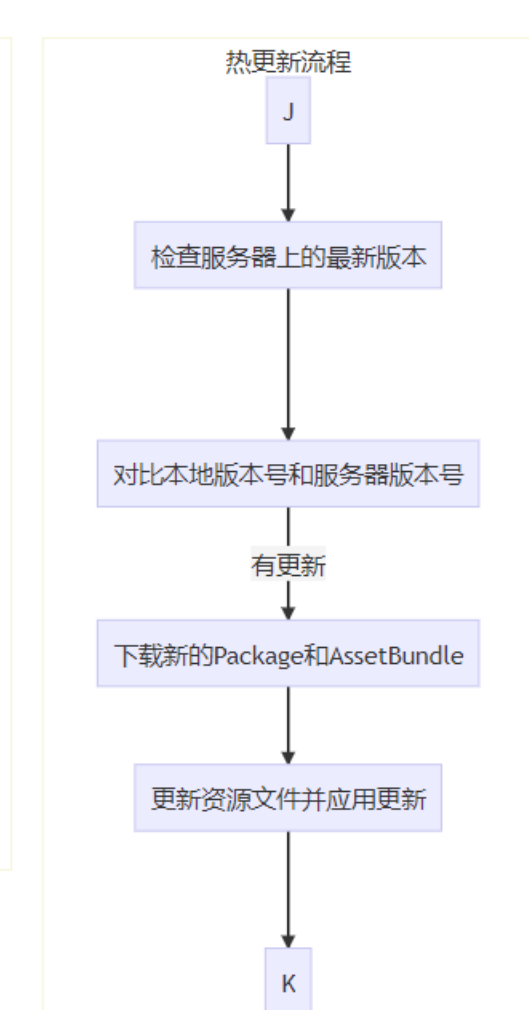 热更新流程
J
检查服务器上的最新版本
对比本地版本号和服务器版本号
有更新
下载新的Package和AssetBundle
更新资源文件并应用更新
K